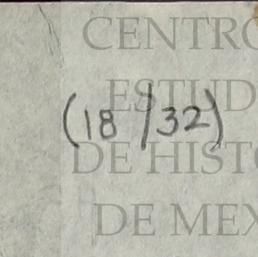 CENTRO
ESTUD
(18/32)
DE HISTO
DE MEX